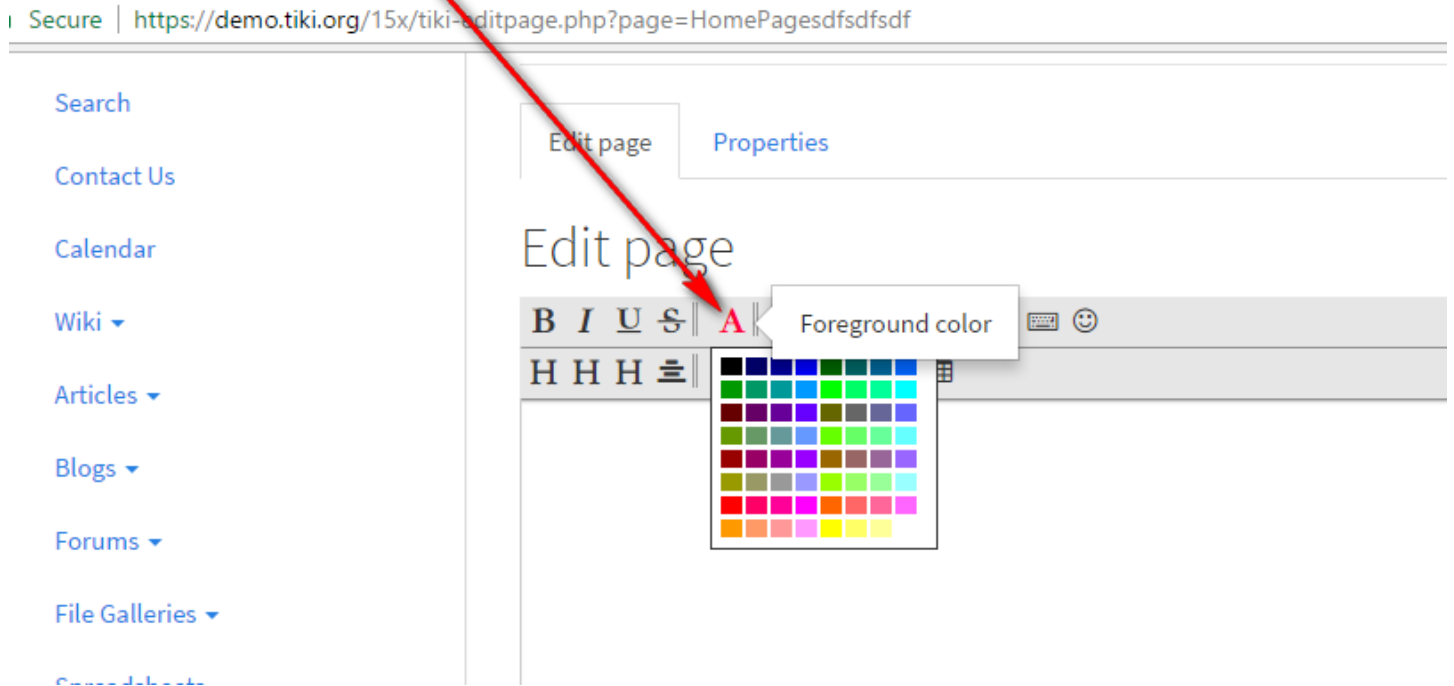 Secure | https://demo.tiki.org/15x/tiki-editpage.php?page=HomePagesdfsdfsdf
Search
Contact Us
Calendar
Wiki
Articles
Blogs
Forums
File Galleries
Spreadsheets
Edit page Properties
Edit page
B I U S A Foreground color
H H H